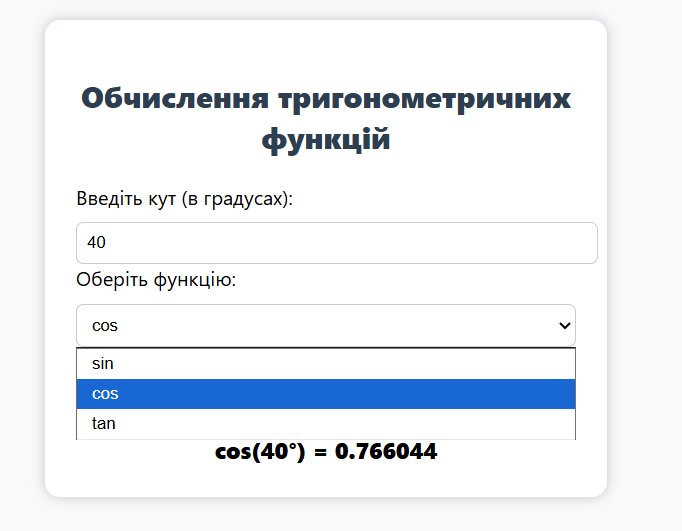 Обчислення тригонометричних
функцій
Введіть кут (в градусах):
40
Оберіть функцію:
cos
sin
cos
tan
cos(40°) = 0.766044